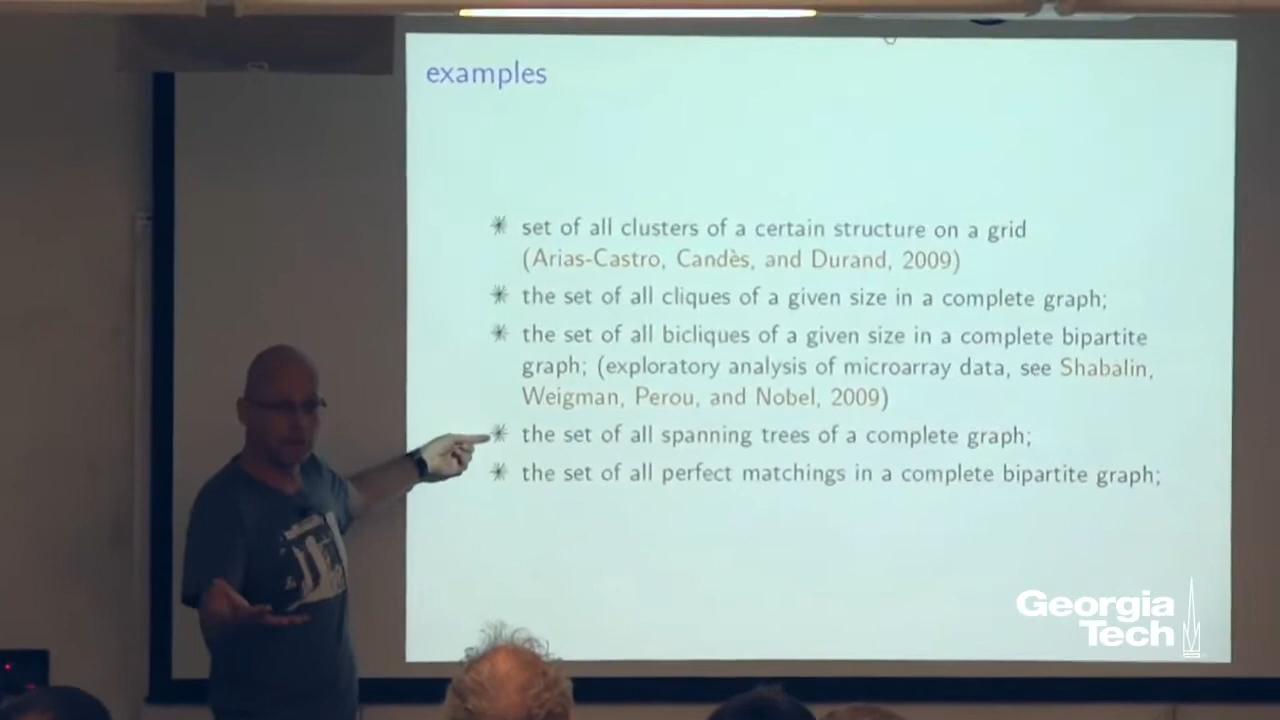 examples
set of all clusters of a certain structure on a grid
(Arias-Castro, Candès, and Durand, 2009)
the set of all cliques of a given size in a complete graph;
the set of all bicliques of a given size in a complete bipartite
graph; (exploratory analysis of microarray data, see Shabalin,
Weigman, Perou, and Nobel, 2009)
the set of all spanning trees of a complete graph;
the set of all perfect matchings in a complete bipartite graph;
Georgia
Tech